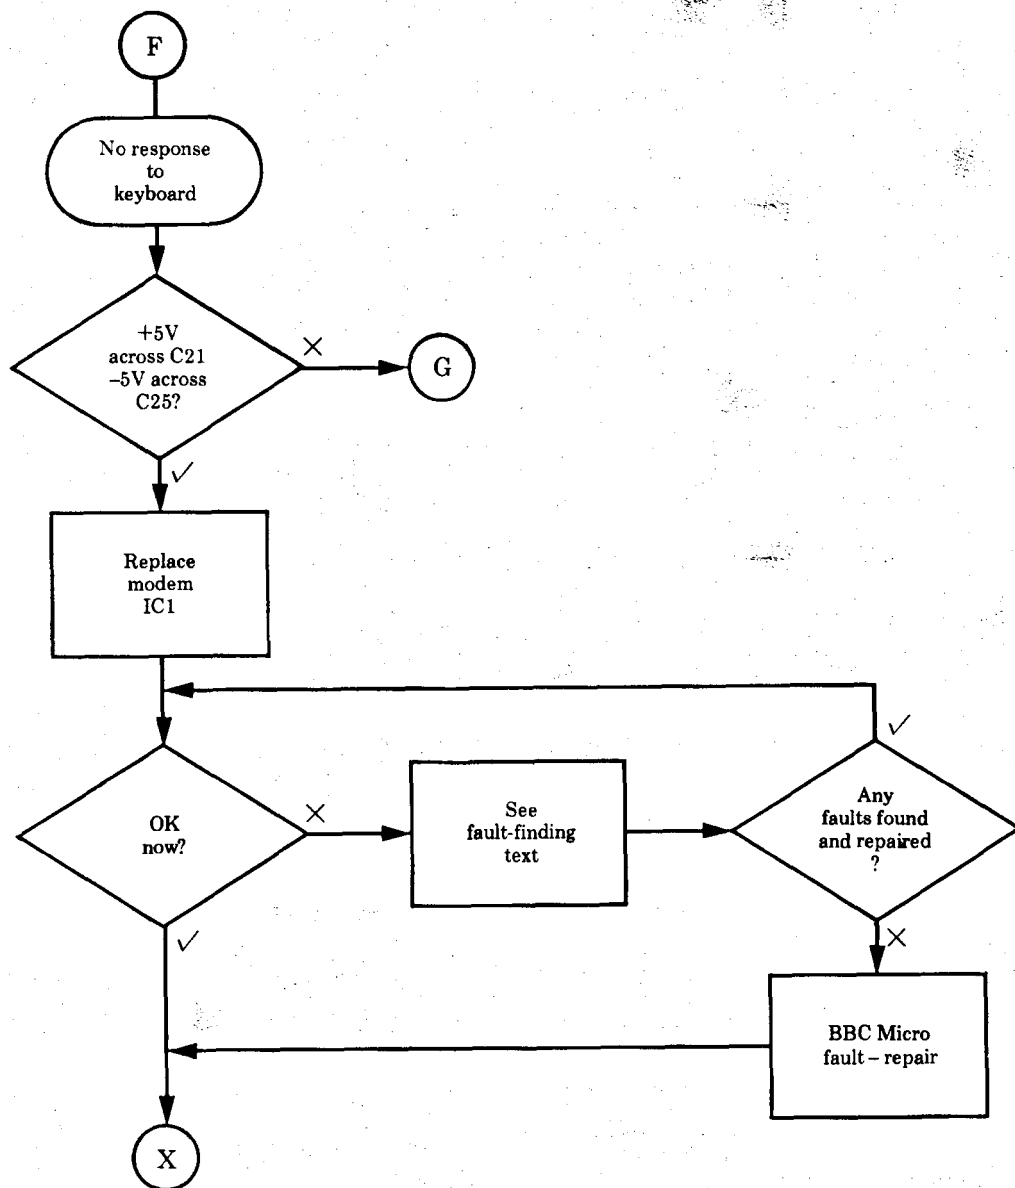 F
No response
to
keyboard
+5V
across C21
–5V across
C25?
×
G
✓
Replace
modem
IC1
OK
now?
×
See
fault-finding
text
Any
faults found
and repaired
?
✓
✓
×
BBC Micro
fault – repair
X